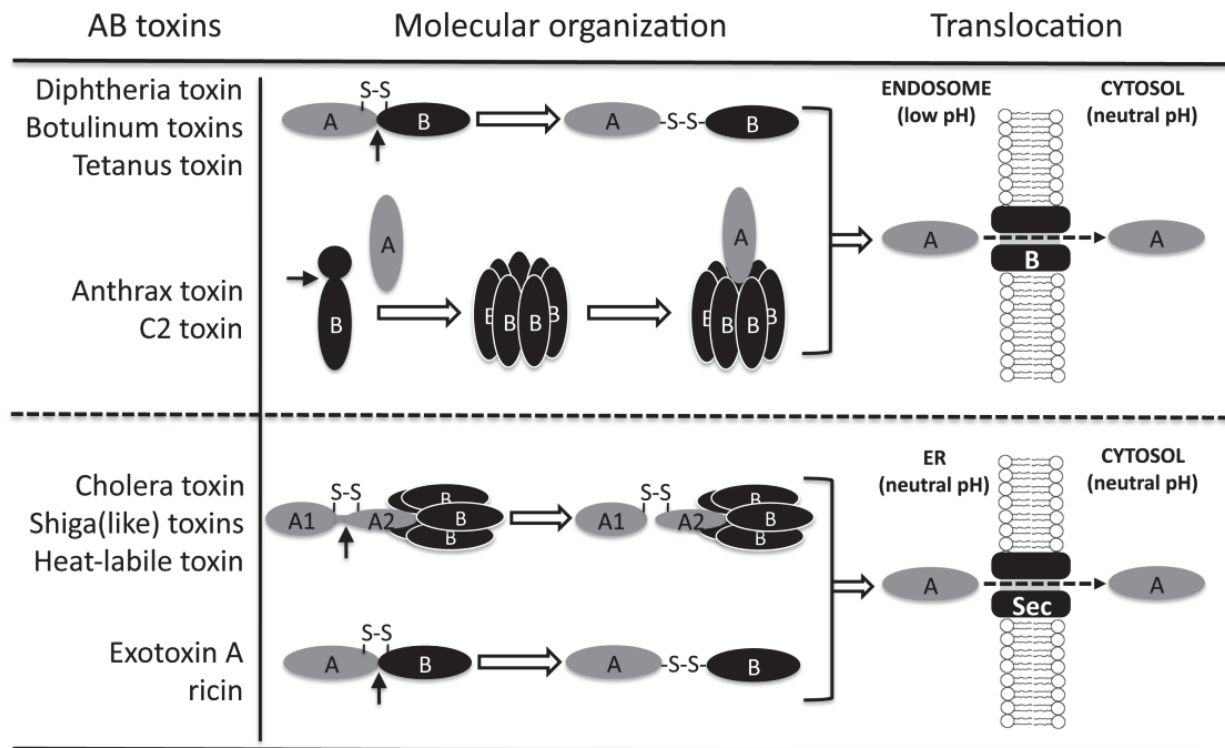 AB toxins Molecular organization Translocation
Diphtheria toxin
Botulinum toxins
Tetanus toxin
S-S
A B
A -S-S- B
ENDOSOME
(low pH)
CYTOSOL
(neutral pH)
A B A
Anthrax toxin
C2 toxin
B
A
B B B B
A
B B B B
Cholera toxin
Shiga(like) toxins
Heat-labile toxin
S-S
A1 A2 B B B
S-S
A1 A2 B B B
ER
(neutral pH)
CYTOSOL
(neutral pH)
A Sec A
Exotoxin A
ricin
S-S
A B
A -S-S- B